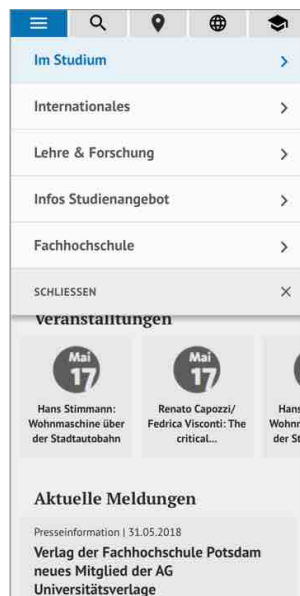 Im Studium
Internationales
Lehre & Forschung
Infos Studienangebot
Fachhochschule
SCHLIESSEN
Veranstalltungen
Mai
17
Hans Stimmann:
Wohnmaschine über
der Stadtautobahn
Mai
17
Renato Capozzi/
Fedrica Visconti: The
critical...
Aktuelle Meldungen
Presseinformation | 31.05.2018
Verlag der Fachhochschule Potsdam
neues Mitglied der AG
Universitätsverlage